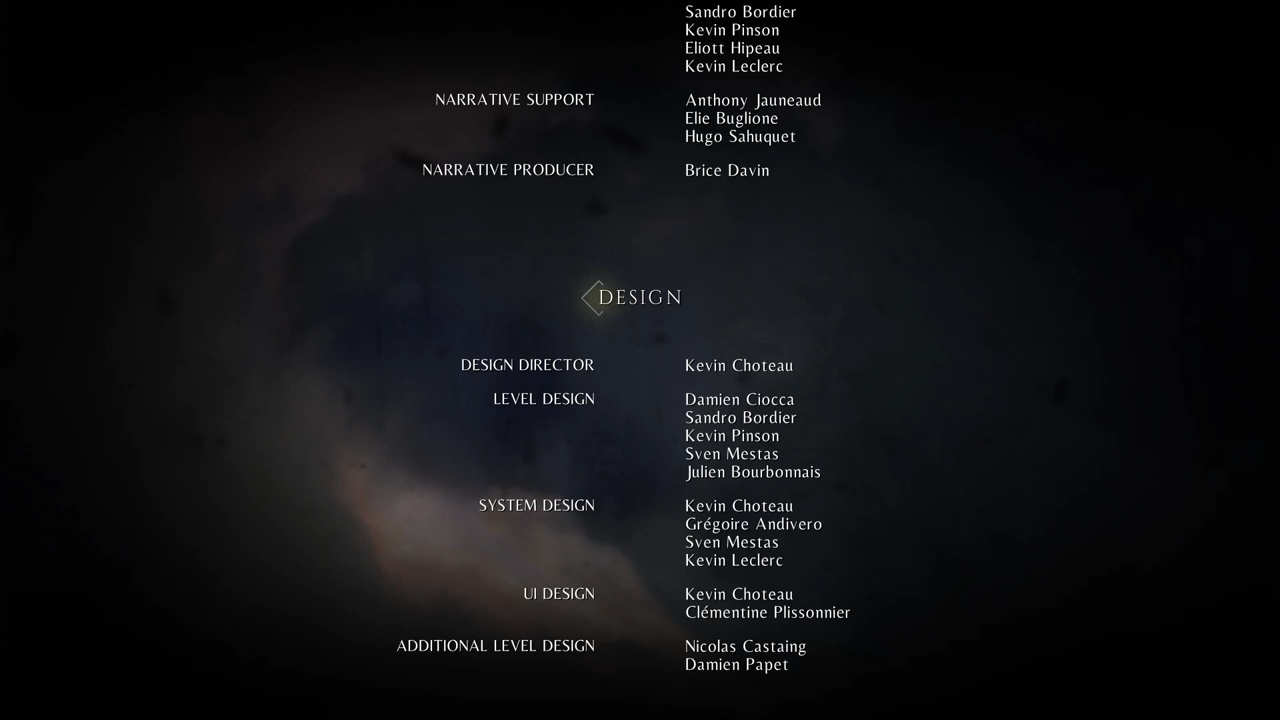 Sandro Bordier
Kevin Pinson
Eliott Hipeau
Kevin Leclerc
NARRATIVE SUPPORT Anthony Jauneaud
Elie Buglione
Hugo Sahuquet
NARRATIVE PRODUCER Brice Davin
DESIGN
DESIGN DIRECTOR Kevin Choteau
LEVEL DESIGN Damien Ciocca
Sandro Bordier
Kevin Pinson
Sven Mestas
Julien Bourbonnais
SYSTEM DESIGN Kevin Choteau
Grégoire Andivero
Sven Mestas
Kevin Leclerc
UI DESIGN Kevin Choteau
Clémentine Plissonnier
ADDITIONAL LEVEL DESIGN Nicolas Castaing
Damien Papet